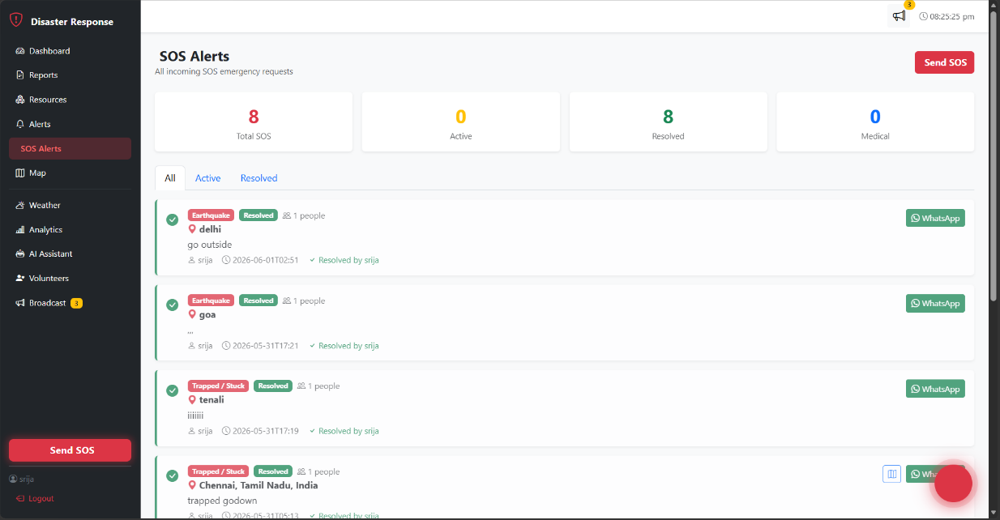 Disaster Response
Dashboard
Reports
Resources
Alerts
SOS Alerts
Map
Weather
Analytics
AI Assistant
Volunteers
Broadcast 3
Send SOS
srija
Logout
3
08:25:25 pm
SOS Alerts
All incoming SOS emergency requests
Send SOS
8
Total SOS
0
Active
8
Resolved
0
Medical
All Active Resolved
Earthquake Resolved 1 people
delhi
go outside
srija 2026-06-01T02:51 Resolved by srija
WhatsApp
Earthquake Resolved 1 people
goa
,,,
srija 2026-05-31T17:21 Resolved by srija
WhatsApp
Trapped / Stuck Resolved 1 people
tenali
iiiiiii
srija 2026-05-31T17:19 Resolved by srija
WhatsApp
Trapped / Stuck Resolved 1 people
Chennai, Tamil Nadu, India
trapped godown
srija 2026-05-31T05:13 Resolved by srija